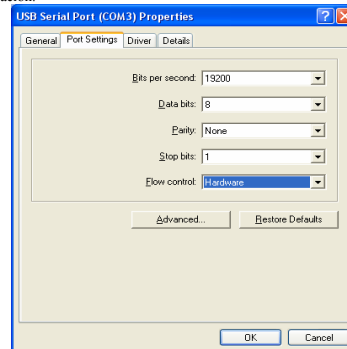 USB Serial Port (COM3) Properties
General Port Settings Driver Details
Bits per second: 19200
Data bits: 8
Parity: None
Stop bits: 1
Flow control: Hardware
Advanced... Restore Defaults
OK Cancel